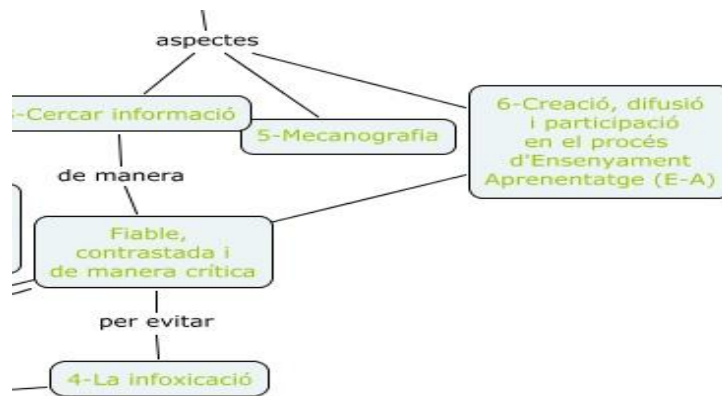 aspectes
-Cercar informació
5-Mecanografia
6-Creació, difusió
i participació
en el procés
d'Ensenyament
Aprenentatge (E-A)
de manera
Fiable,
contrastada i
de manera crítica
per evitar
4-La infoxicació